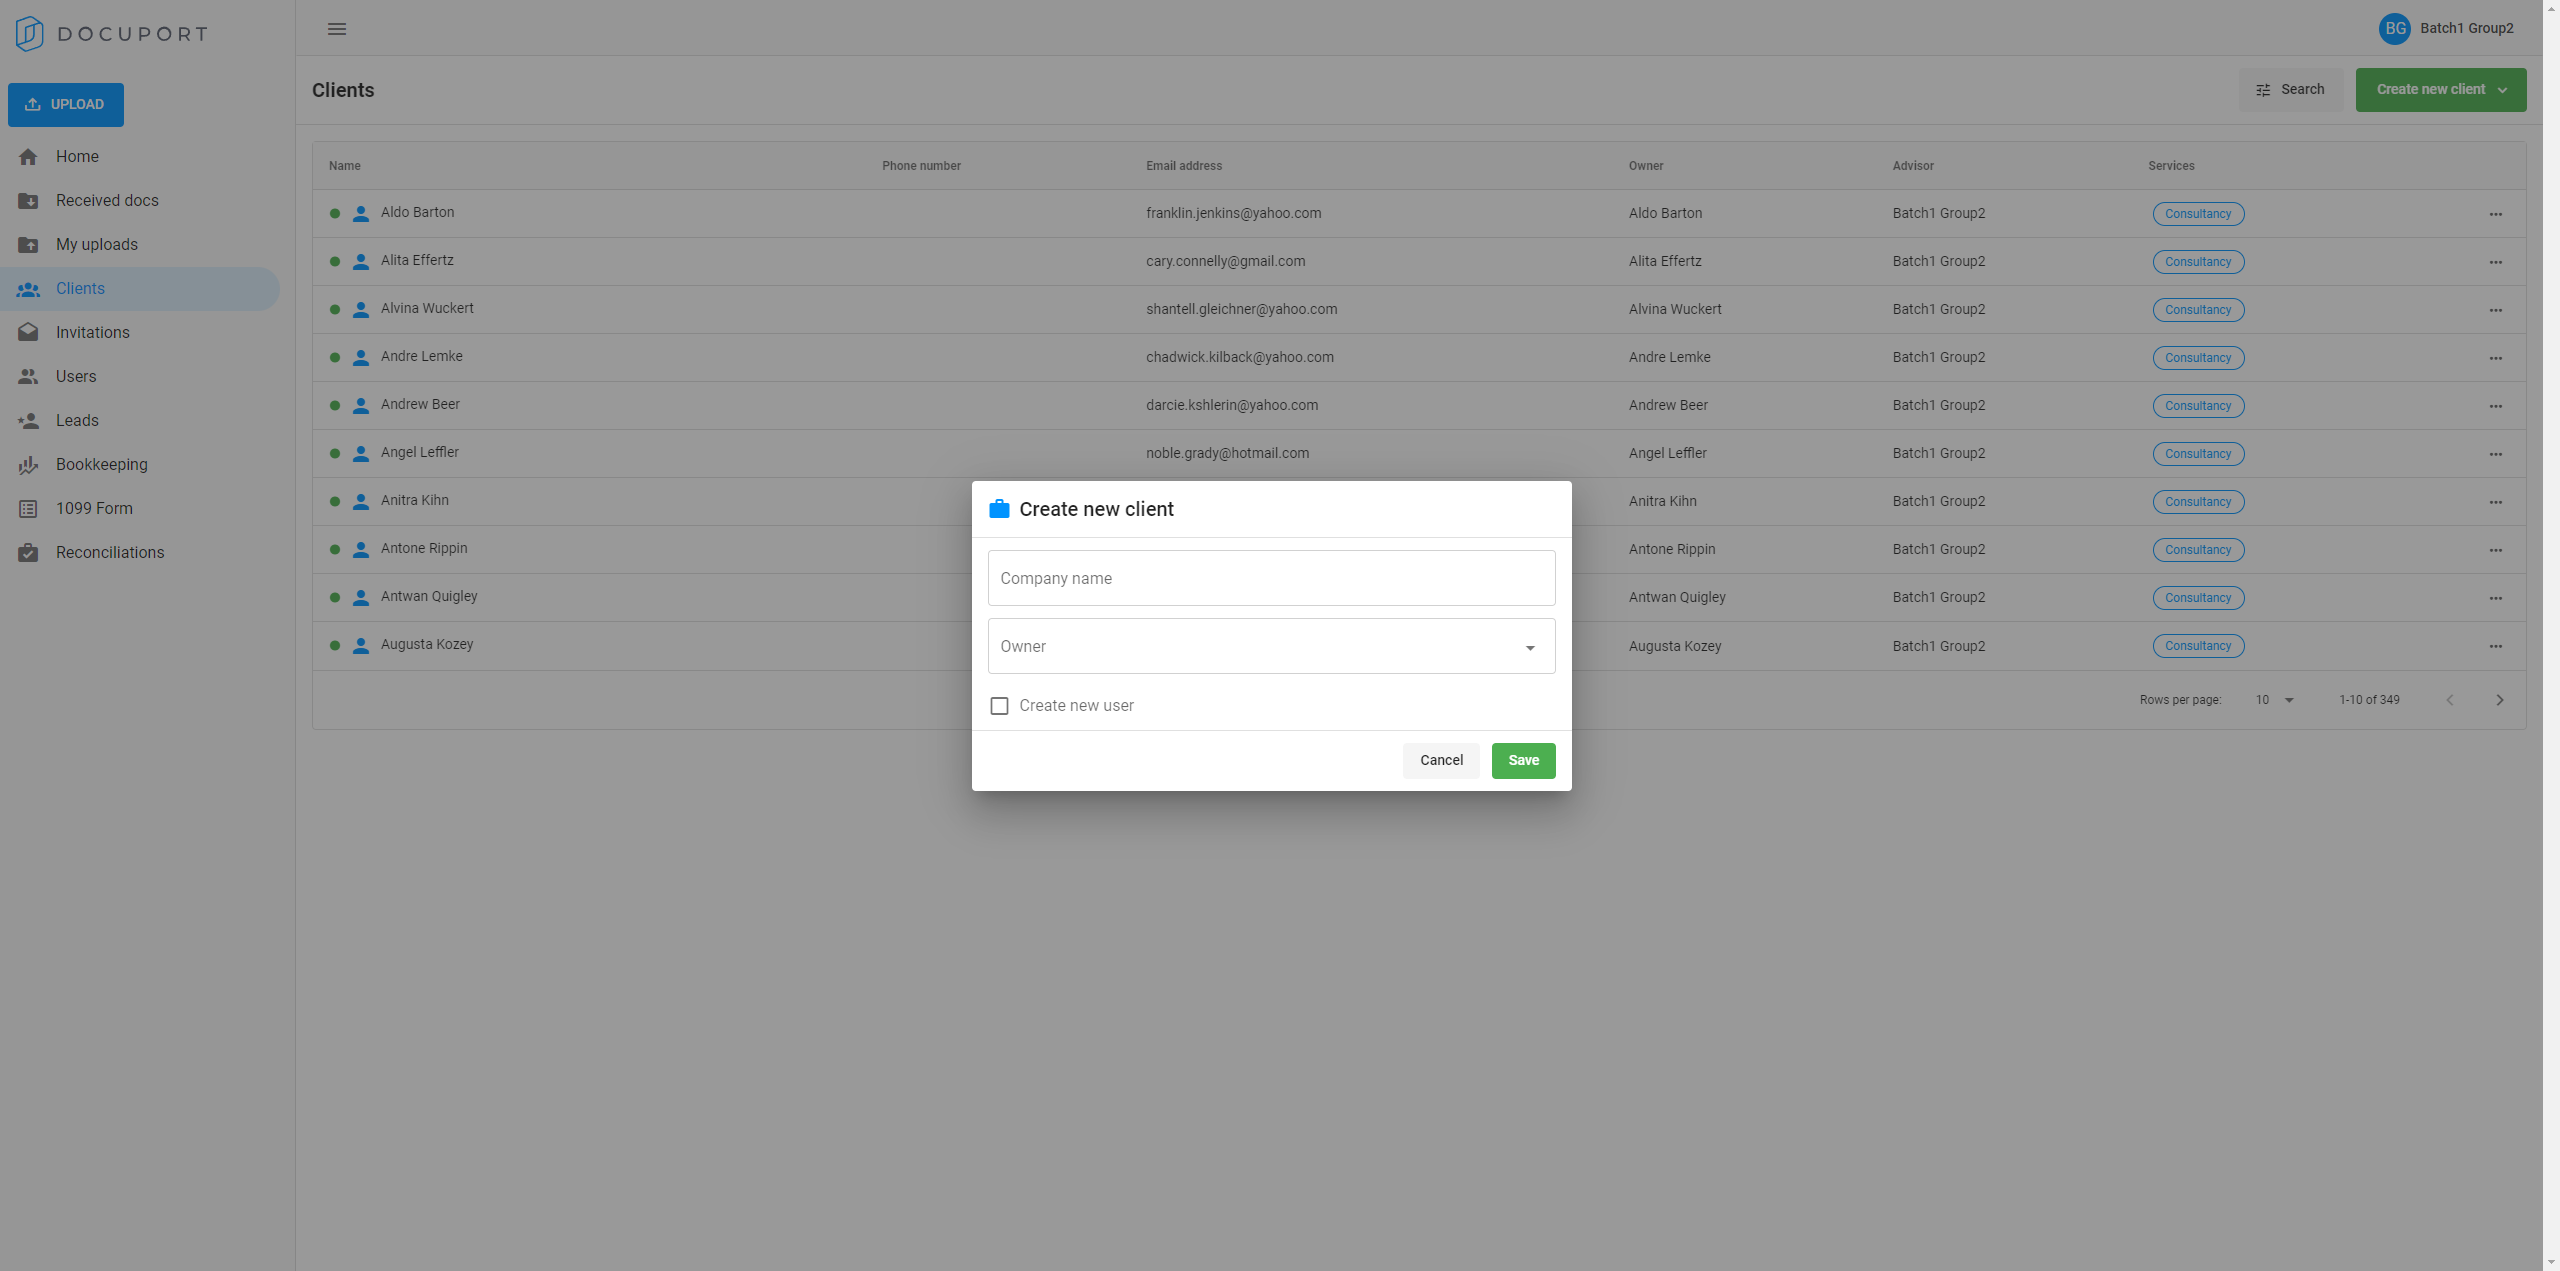 DOCUPORT
BG Batch1 Group2
UPLOAD
Home
Received docs
My uploads
Clients
Invitations
Users
Leads
Bookkeeping
1099 Form
Reconciliations
Clients
Search
Create new client
Name Phone number Email address Owner Advisor Services
Aldo Barton franklin.jenkins@yahoo.com Aldo Barton Batch1 Group2 Consultancy
Alita Effertz cary.connelly@gmail.com Alita Effertz Batch1 Group2 Consultancy
Alvina Wuckert shantell.gleichner@yahoo.com Alvina Wuckert Batch1 Group2 Consultancy
Andre Lemke chadwick.kilback@yahoo.com Andre Lemke Batch1 Group2 Consultancy
Andrew Beer darcie.kshlerin@yahoo.com Andrew Beer Batch1 Group2 Consultancy
Angel Leffler noble.grady@hotmail.com Angel Leffler Batch1 Group2 Consultancy
Anitra Kihn Anitra Kihn Batch1 Group2 Consultancy
Antone Rippin Antone Rippin Batch1 Group2 Consultancy
Antwan Quigley Antwan Quigley Batch1 Group2 Consultancy
Augusta Kozey Augusta Kozey Batch1 Group2 Consultancy
Rows per page: 10 1-10 of 349
Create new client
Company name
Owner
Create new user
Cancel Save